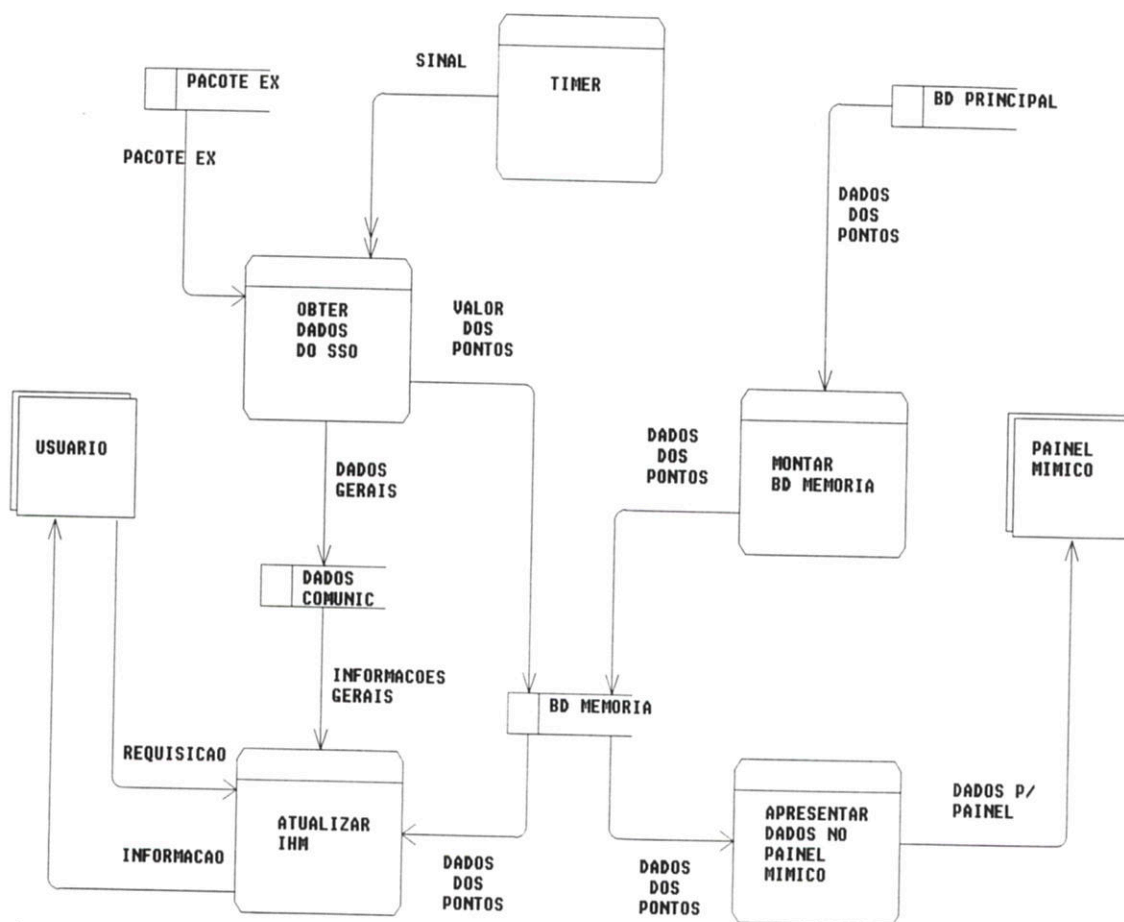 SINAL
TIMER
PACOTE EX
BD PRINCIPAL
PACOTE EX
DADOS
DOS
PONTOS
OBTER
DADOS
DO SSO
VALOR
DOS
PONTOS
USUARIO
DADOS
GERAIS
DADOS
DOS
PONTOS
MONTAR
BD MEMORIA
PAINEL
MIMICO
DADOS
COMUNIC
INFORMACOES
GERAIS
BD MEMORIA
REQUISICAO
ATUALIZAR
IHM
INFORMACAO
DADOS
DOS
PONTOS
DADOS
DOS
PONTOS
APRESENTAR
DADOS NO
PAINEL
MIMICO
DADOS P/
PAINEL